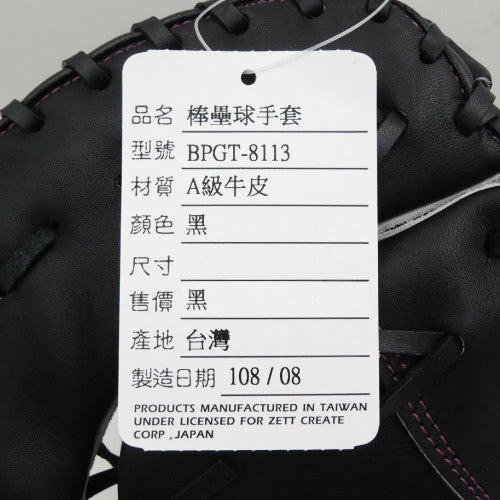 品名 棒壘球手套
型號 BPGT-8113
材質 A級牛皮
顏色 黑
尺寸
售價 黑
產地 台灣
製造日期 108 / 08
PRODUCTS MANUFACTURED IN TAIWAN
UNDER LICENSED FOR ZETT CREATE
CORP , JAPAN